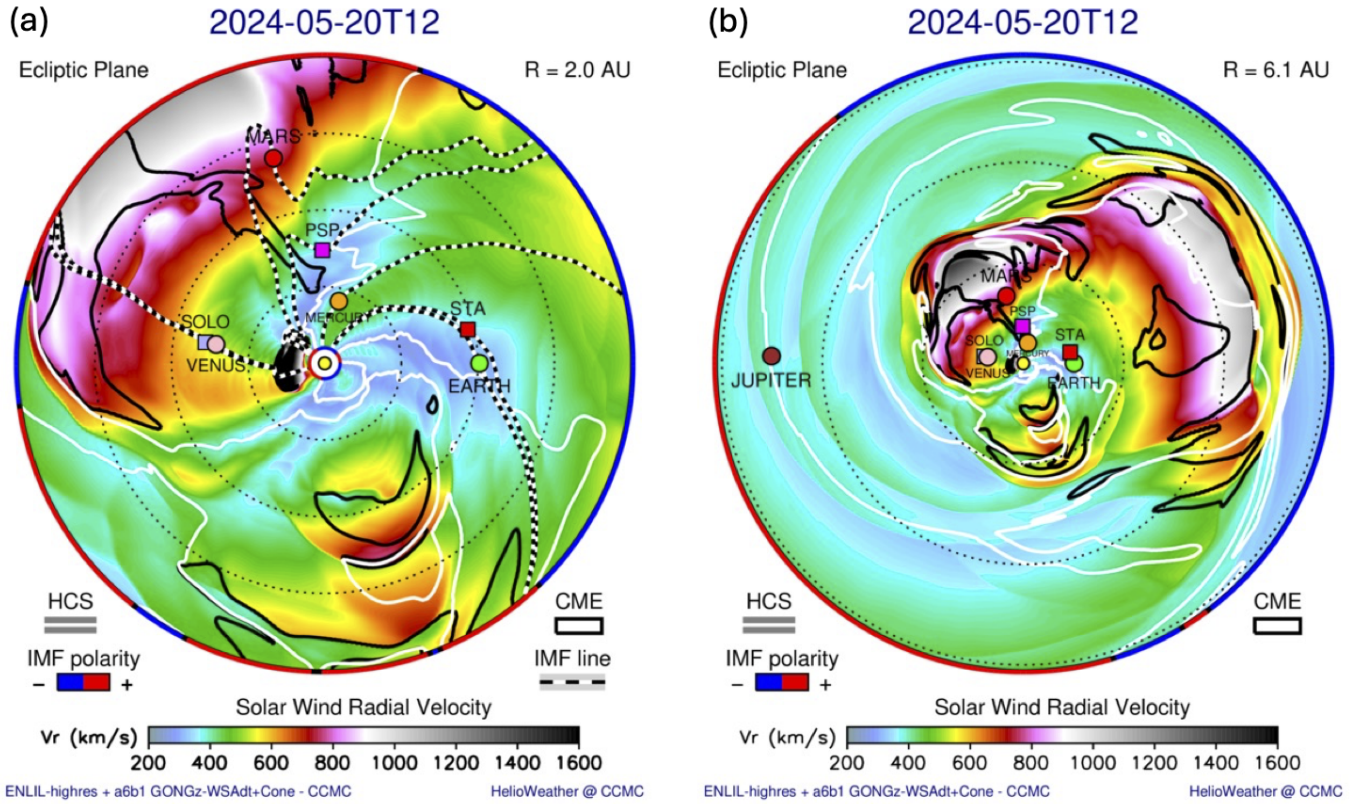 (a)
2024-05-20T12
Ecliptic Plane
R = 2.0 AU
MARS
PSP
MERCURY
STA
SOLO
VENUS
EARTH
HCS
CME
IMF polarity
− +
IMF line
Solar Wind Radial Velocity
Vr (km/s)
200 400 600 800 1000 1200 1400 1600
ENLIL-highres + a6b1 GONGz-WSAdt+Cone - CCMC
HelioWeather @ CCMC
(b)
2024-05-20T12
Ecliptic Plane
R = 6.1 AU
MARS
PSP
STA
SOLO
MERCURY
VENUS
EARTH
JUPITER
HCS
CME
IMF polarity
− +
Solar Wind Radial Velocity
Vr (km/s)
200 400 600 800 1000 1200 1400 1600
ENLIL-highres + a6b1 GONGz-WSAdt+Cone - CCMC
HelioWeather @ CCMC